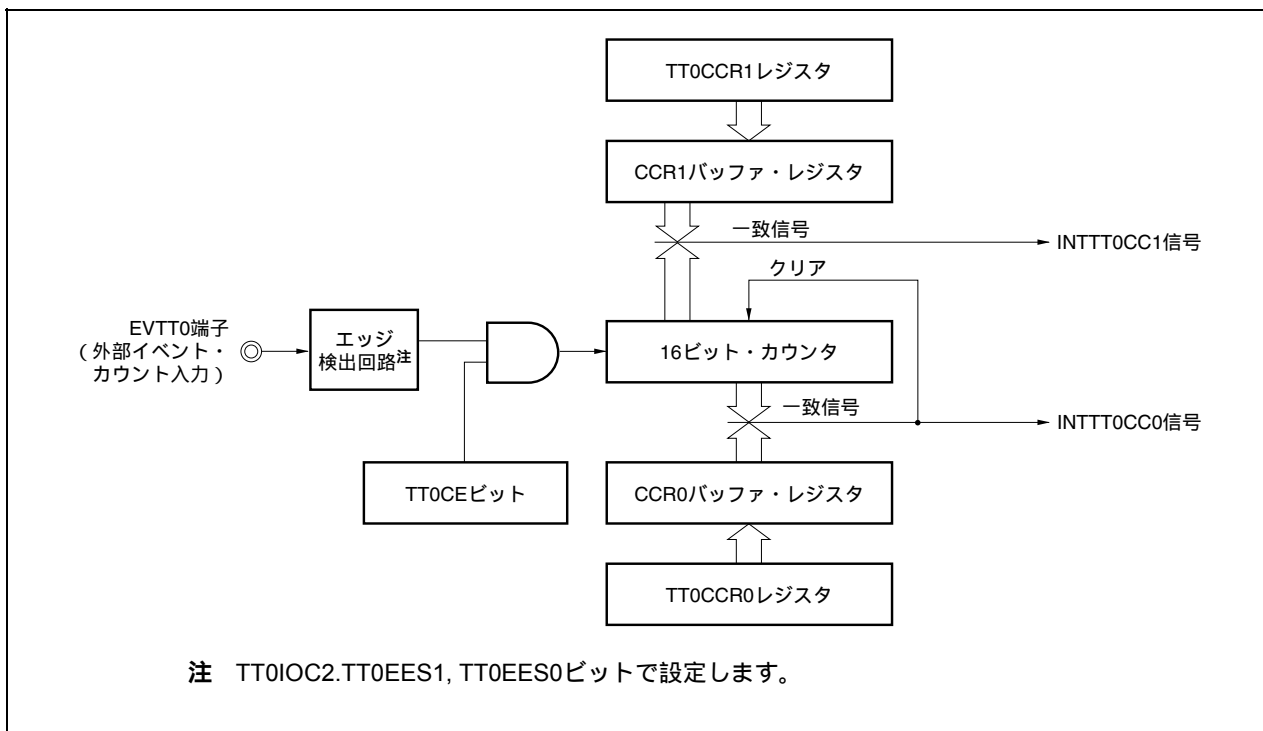 TT0CCR1レジスタ
CCR1バッファ・レジスタ
一致信号
INTTT0CC1信号
クリア
EVTT0端子
（外部イベント・
カウント入力）
エッジ
検出回路注
16ビット・カウンタ
一致信号
INTTT0CC0信号
TT0CEビット
CCR0バッファ・レジスタ
TT0CCR0レジスタ
注 TT0IOC2.TT0EES1, TT0EES0ビットで設定します。